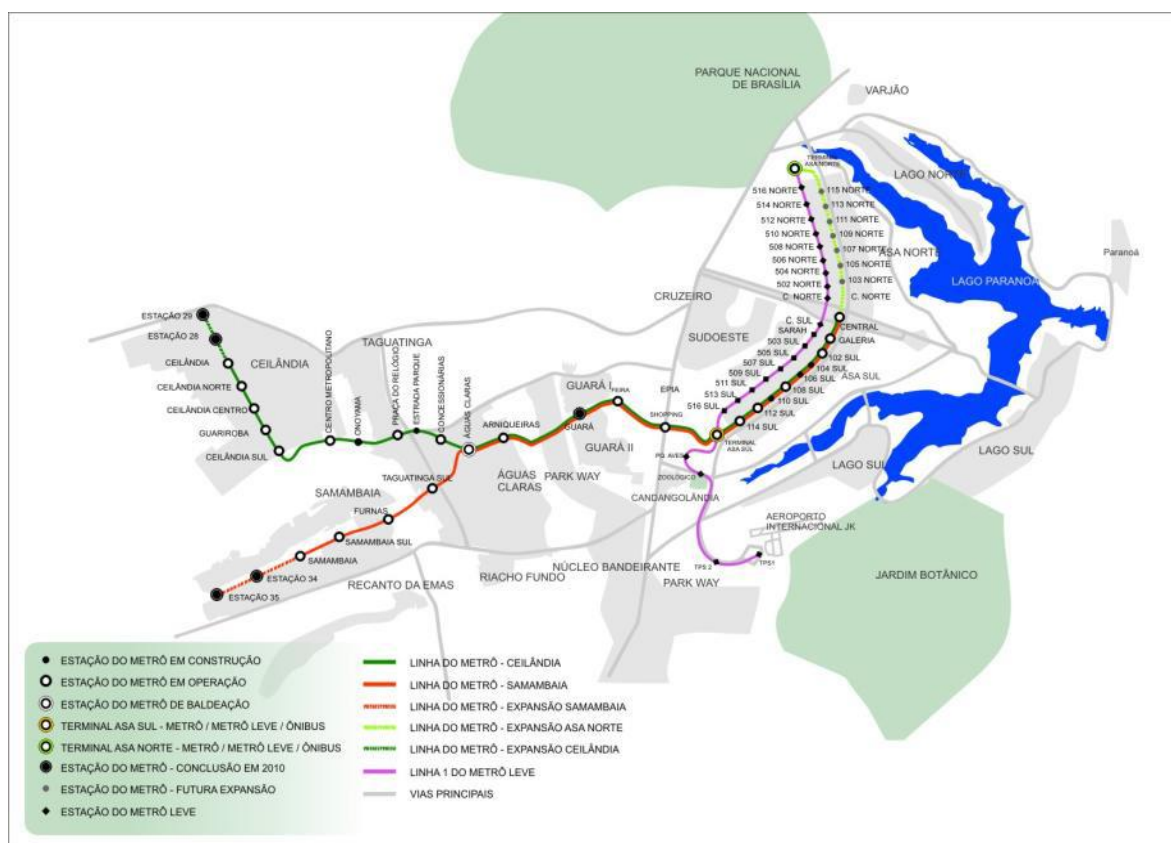 PARQUE NACIONAL
DE BRASÍLIA
VARJÃO
TERMINAL
ASA NORTE
LAGO NORTE
516 NORTE
514 NORTE
512 NORTE
510 NORTE
508 NORTE
506 NORTE
504 NORTE
502 NORTE
C. NORTE
115 NORTE
113 NORTE
111 NORTE
109 NORTE
107 NORTE
105 NORTE
103 NORTE
C. NORTE
ASA NORTE
Paranoá
LAGO PARANOA
CRUZEIRO
SUDOESTE
C. SUL
SARAH
503 SUL
505 SUL
507 SUL
509 SUL
511 SUL
513 SUL
516 SUL
CENTRAL
GALERIA
102 SUL
104 SUL
106 SUL
108 SUL
110 SUL
112 SUL
114 SUL
ASA SUL
TERMINAL
ASA SUL
LAGO SUL
LAGO SUL
ESTAÇÃO 29
ESTAÇÃO 28
CEILÂNDIA
CEILÂNDIA
CEILÂNDIA NORTE
CEILÂNDIA CENTRO
GUARIROBA
CEILÂNDIA SUL
TAGUATINGA
CENTRO METROPOLITANO
ONOYAMA
PRAÇA DO RELÓGIO
ESTRADA PARQUE
CONCESSIONÁRIAS
ÁGUAS CLARAS
ARNIQUEIRAS
GUARÁ I
FEIRA
GUARÁ
GUARÁ II
EPIA
SHOPPING
PQ. AVES
ZOOLÓGICO
CANDANGOLÂNDIA
AEROPORTO
INTERNACIONAL JK
TPS 2
TPS1
ÁGUAS
CLARAS
PARK WAY
TAGUATINGA SUL
SAMAMBAIA
FURNAS
SAMAMBAIA SUL
SAMAMBAIA
ESTAÇÃO 34
ESTAÇÃO 35
RECANTO DA EMAS
RIACHO FUNDO
NÚCLEO BANDEIRANTE
PARK WAY
JARDIM BOTÂNICO
ESTAÇÃO DO METRÔ EM CONSTRUÇÃO
ESTAÇÃO DO METRÔ EM OPERAÇÃO
ESTAÇÃO DO METRÔ DE BALDEAÇÃO
TERMINAL ASA SUL - METRÔ / METRÔ LEVE / ÔNIBUS
TERMINAL ASA NORTE - METRÔ / METRÔ LEVE / ÔNIBUS
ESTAÇÃO DO METRÔ - CONCLUSÃO EM 2010
ESTAÇÃO DO METRÔ - FUTURA EXPANSÃO
ESTAÇÃO DO METRÔ LEVE
LINHA DO METRÔ - CEILÂNDIA
LINHA DO METRÔ - SAMAMBAIA
LINHA DO METRÔ - EXPANSÃO SAMAMBAIA
LINHA DO METRÔ - EXPANSÃO ASA NORTE
LINHA DO METRÔ - EXPANSÃO CEILÂNDIA
LINHA 1 DO METRÔ LEVE
VIAS PRINCIPAIS